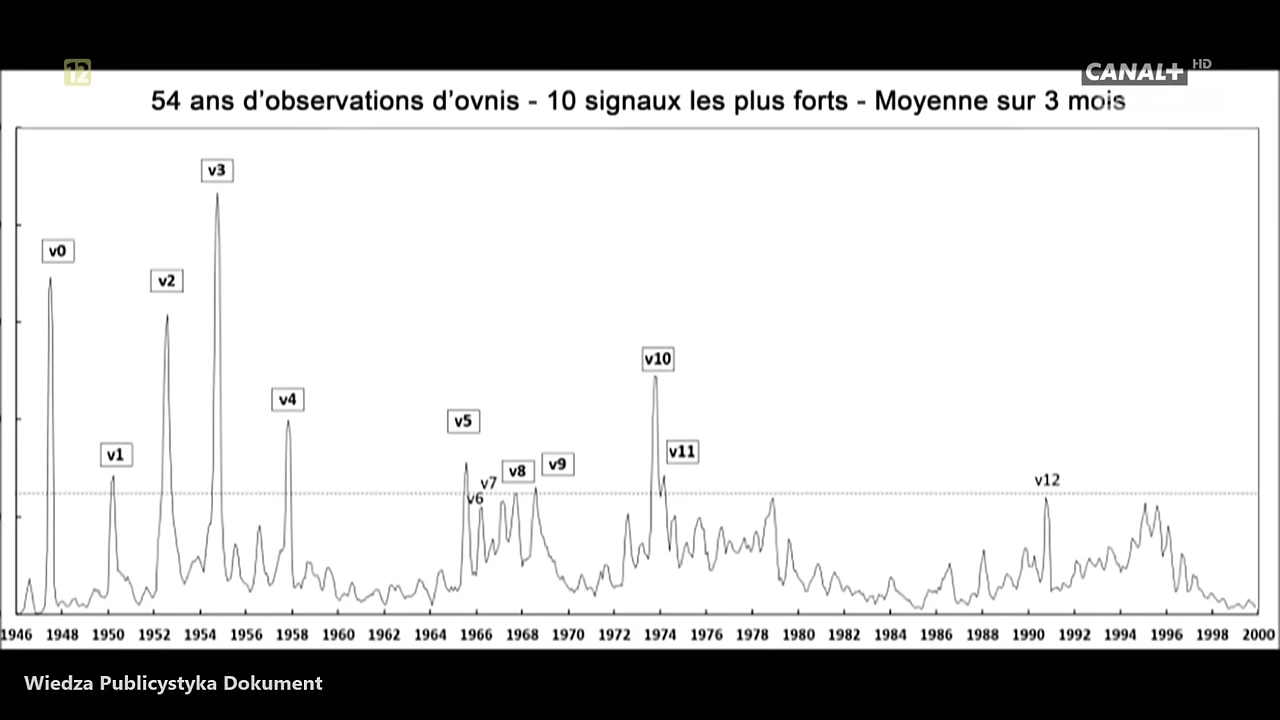 12
CANAL+ HD
54 ans d’observations d’ovnis - 10 signaux les plus forts - Moyenne sur 3 mois
v3
v0
v2
v10
v4
v5
v11
v1
v9
v8
v7
v12
v6
1946 1948 1950 1952 1954 1956 1958 1960 1962 1964 1966 1968 1970 1972 1974 1976 1978 1980 1982 1984 1986 1988 1990 1992 1994 1996 1998 2000
Wiedza Publicystyka Dokument